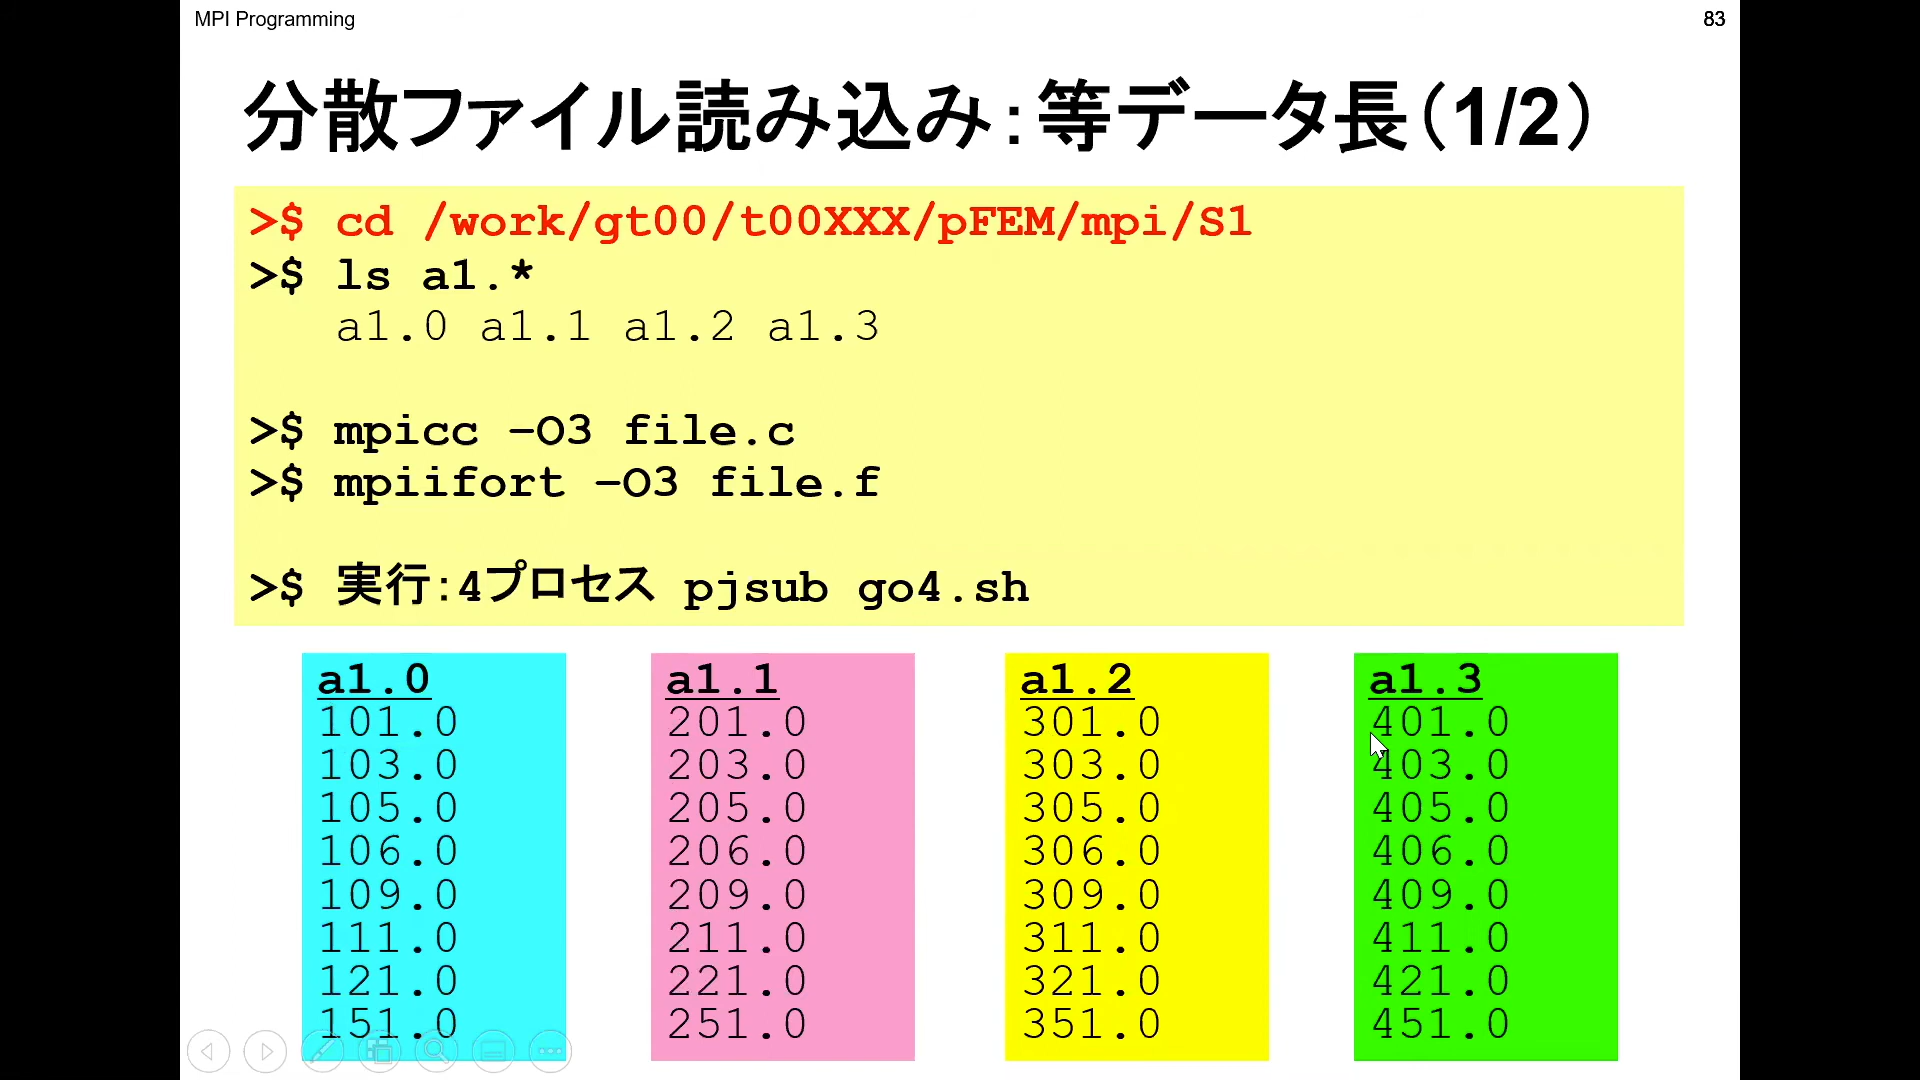 MPI Programming
83
分散ファイル読み込み：等データ長（1/2）
>$ cd /work/gt00/t00XXX/pFEM/mpi/S1
>$ ls a1.*
a1.0 a1.1 a1.2 a1.3
>$ mpicc –O3 file.c
>$ mpiifort –O3 file.f
>$ 実行：4プロセス pjsub go4.sh
a1.0
101.0
103.0
105.0
106.0
109.0
111.0
121.0
151.0
a1.1
201.0
203.0
205.0
206.0
209.0
211.0
221.0
251.0
a1.2
301.0
303.0
305.0
306.0
309.0
311.0
321.0
351.0
a1.3
401.0
403.0
405.0
406.0
409.0
411.0
421.0
451.0